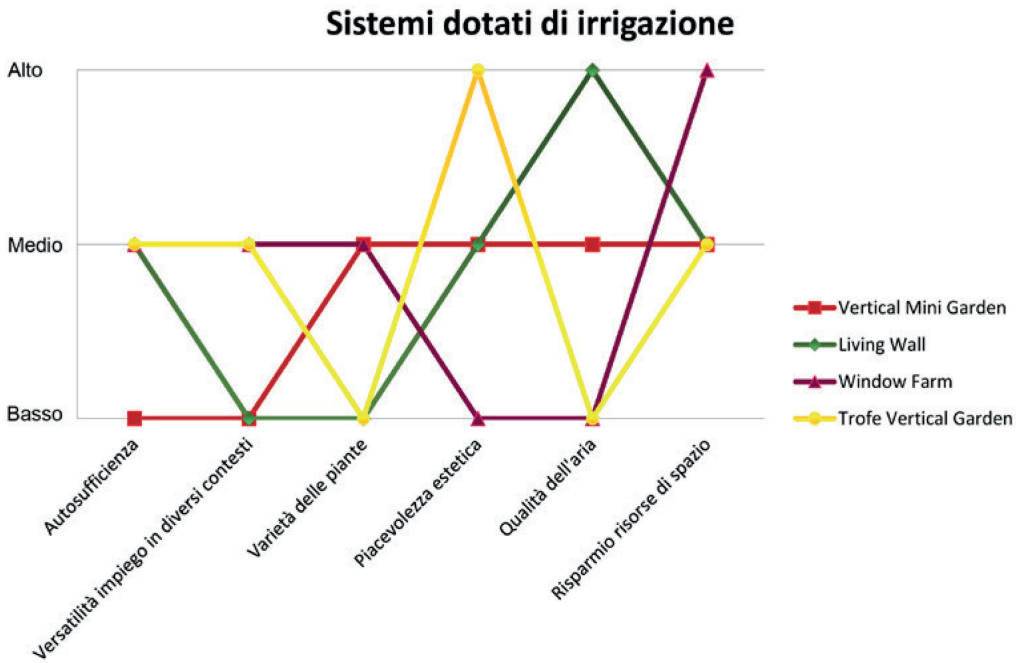 Sistemi dotati di irrigazione
Alto
Medio
Basso
Autosufficienza
Versatilità impiego in diversi contesti
Varietà delle piante
Piacevolezza estetica
Qualità dell'aria
Risparmio risorse di spazio
Vertical Mini Garden
Living Wall
Window Farm
Trofe Vertical Garden